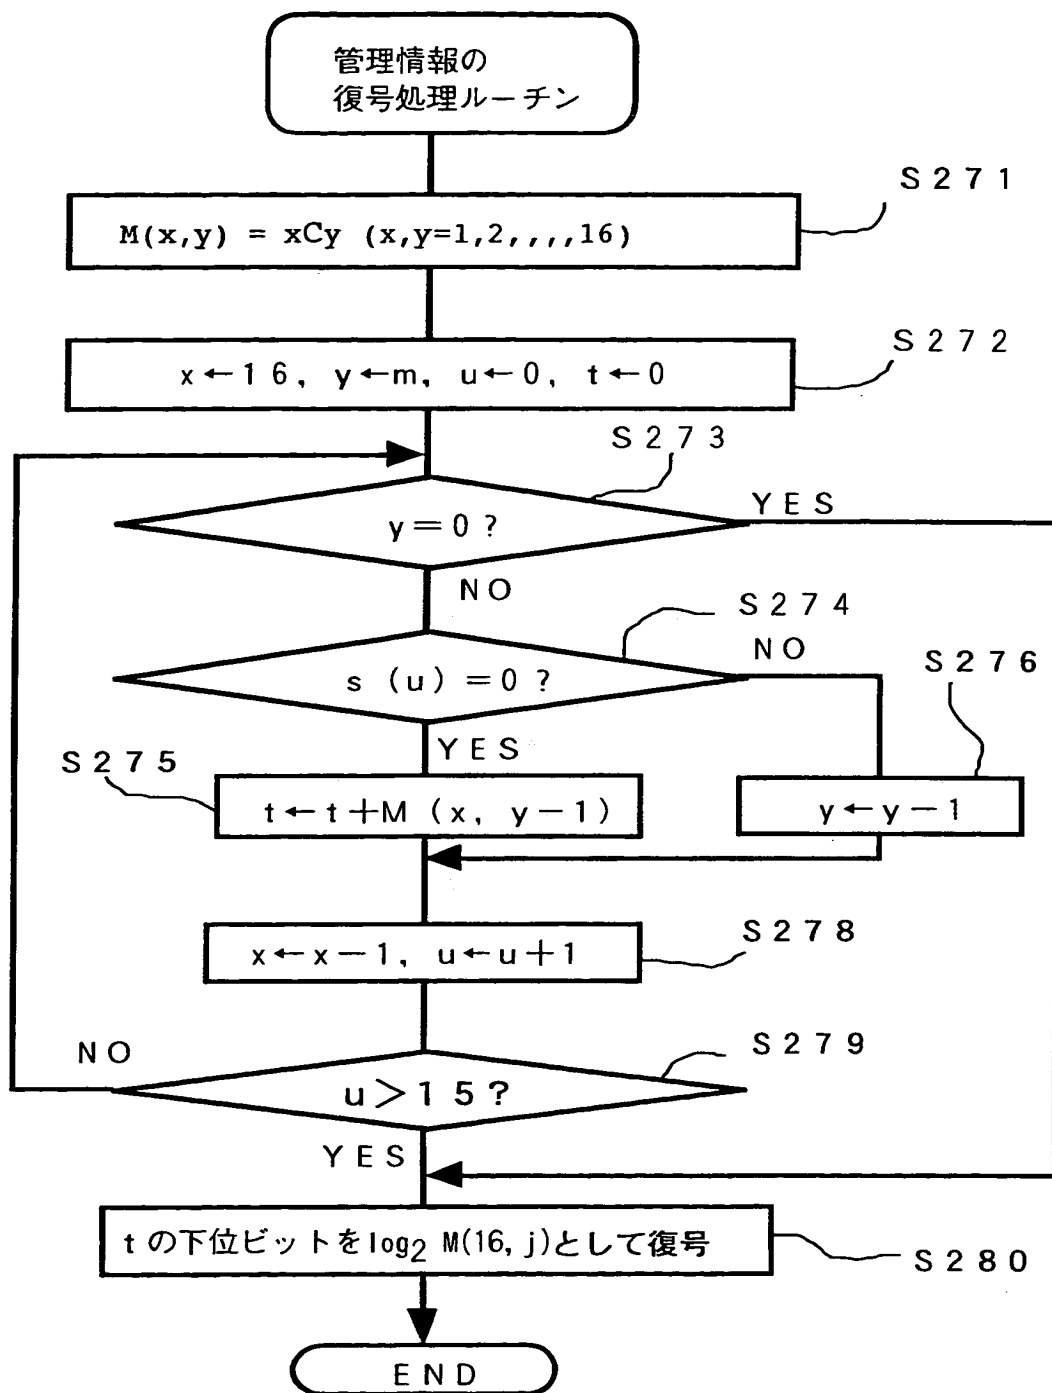 管理情報の
復号処理ルーチン
S271
M(x,y) = xCy (x,y=1,2,,,,16)
S272
x←16, y←m, u←0, t←0
S273
y=0?
YES
NO
S274
s(u)=0?
NO
S276
YES
S275
t←t+M(x, y-1)
y←y-1
S278
x←x-1, u←u+1
S279
NO
u>15?
YES
tの下位ビットをlog₂ M(16,j)として復号
S280
END